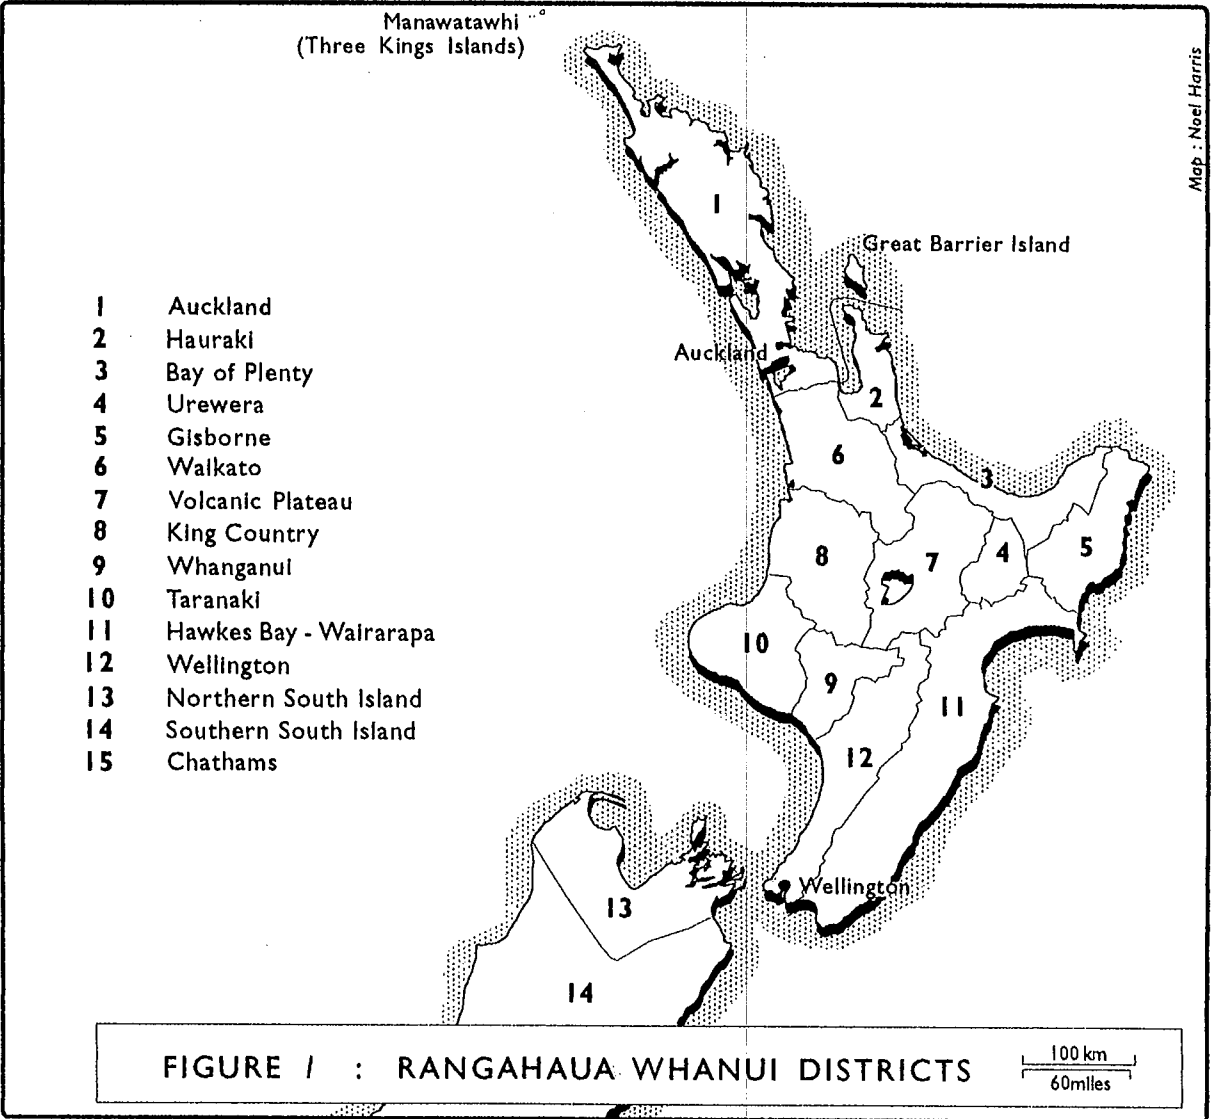 Manawatawhi
(Three Kings Islands)
Map : Noel Harris
1
Great Barrier Island
1 Auckland
2 Hauraki
3 Bay of Plenty
4 Urewera
5 Gisborne
6 Waikato
7 Volcanic Plateau
8 King Country
9 Whanganui
10 Taranaki
11 Hawkes Bay - Wairarapa
12 Wellington
13 Northern South Island
14 Southern South Island
15 Chathams
Auckland
2
6
3
8
7
4
5
10
9
11
12
Wellington
13
14
FIGURE 1 : RANGAHAUA WHANUI DISTRICTS
100 km
60miles